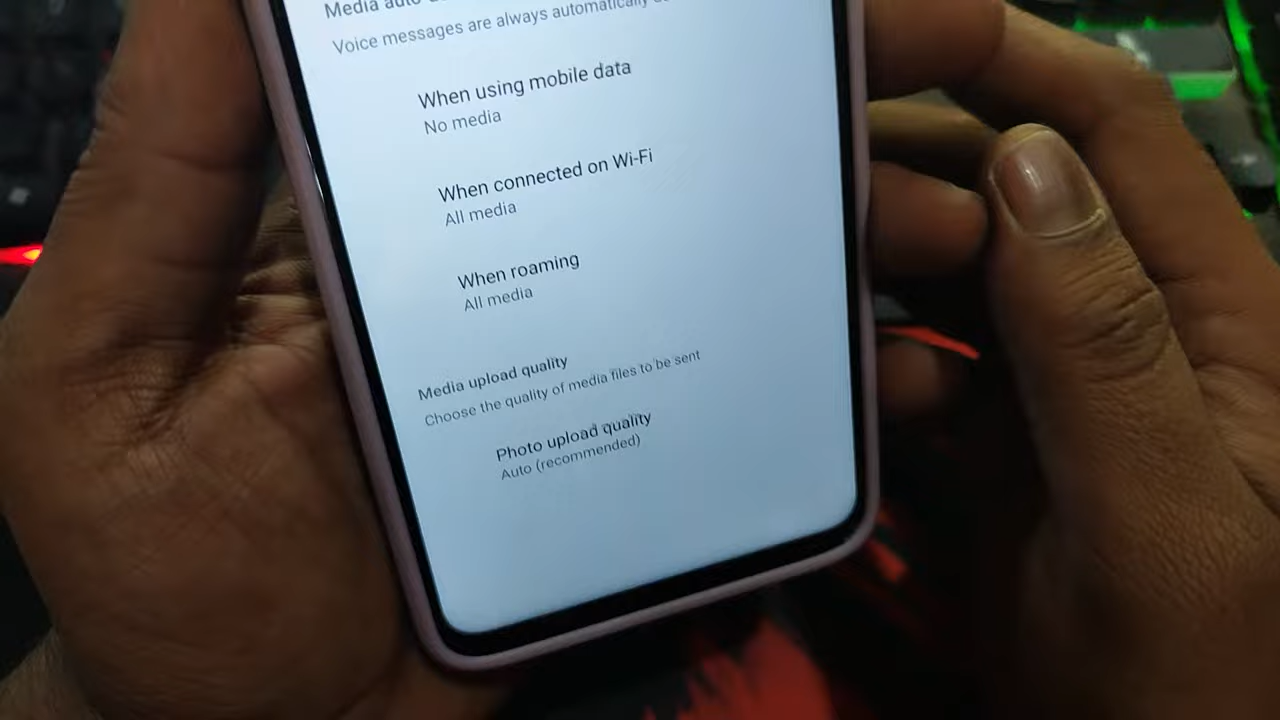 Media auto-
Voice messages are always automatically
When using mobile data
No media
When connected on Wi-Fi
All media
When roaming
All media
Media upload quality
Choose the quality of media files to be sent
Photo upload quality
Auto (recommended)